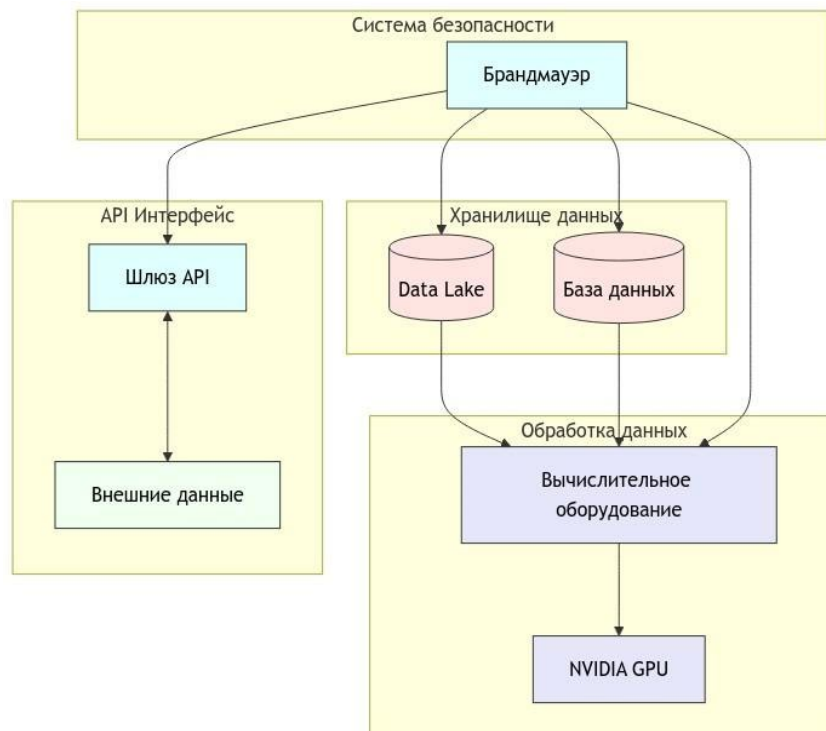 Система безопасности
Брандмауэр
API Интерфейс
Шлюз API
Внешние данные
Хранилище данных
Data Lake
База данных
Обработка данных
Вычислительное
оборудование
NVIDIA GPU